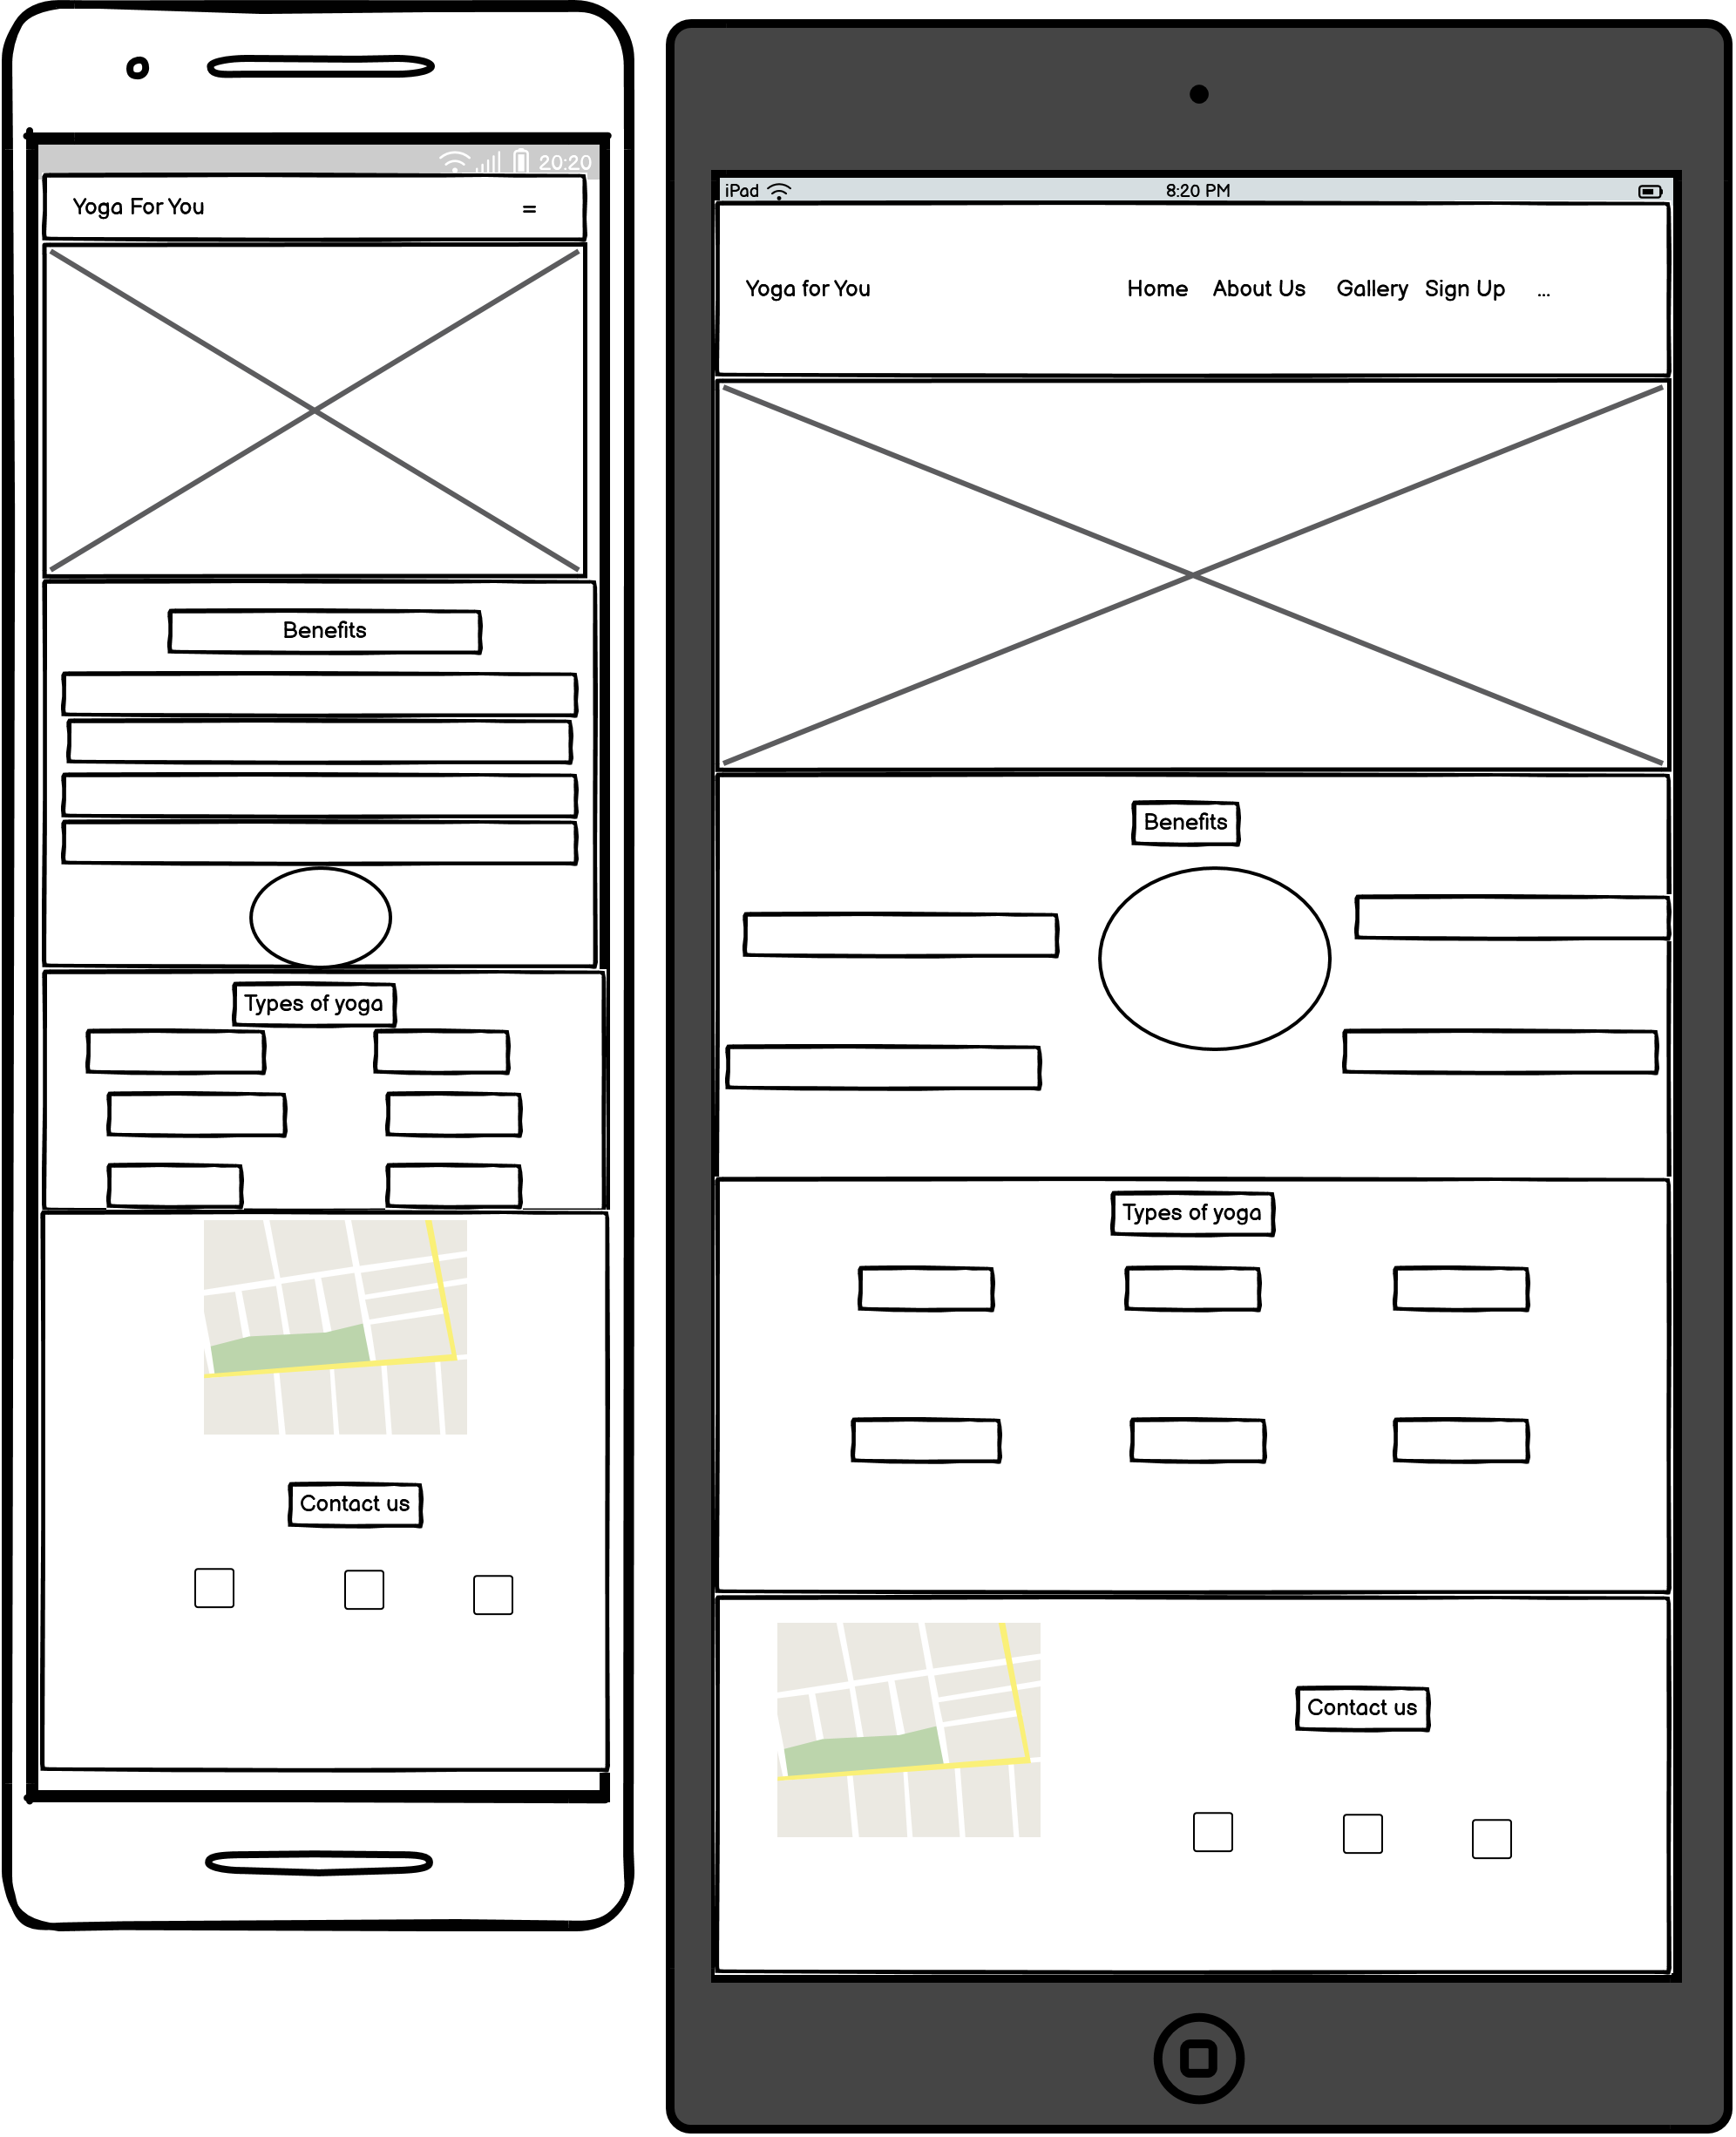 20:20
Yoga For You =
Benefits
Types of yoga
Contact us
iPad 8:20 PM
Yoga for You Home About Us Gallery Sign Up ...
Benefits
Types of yoga
Contact us